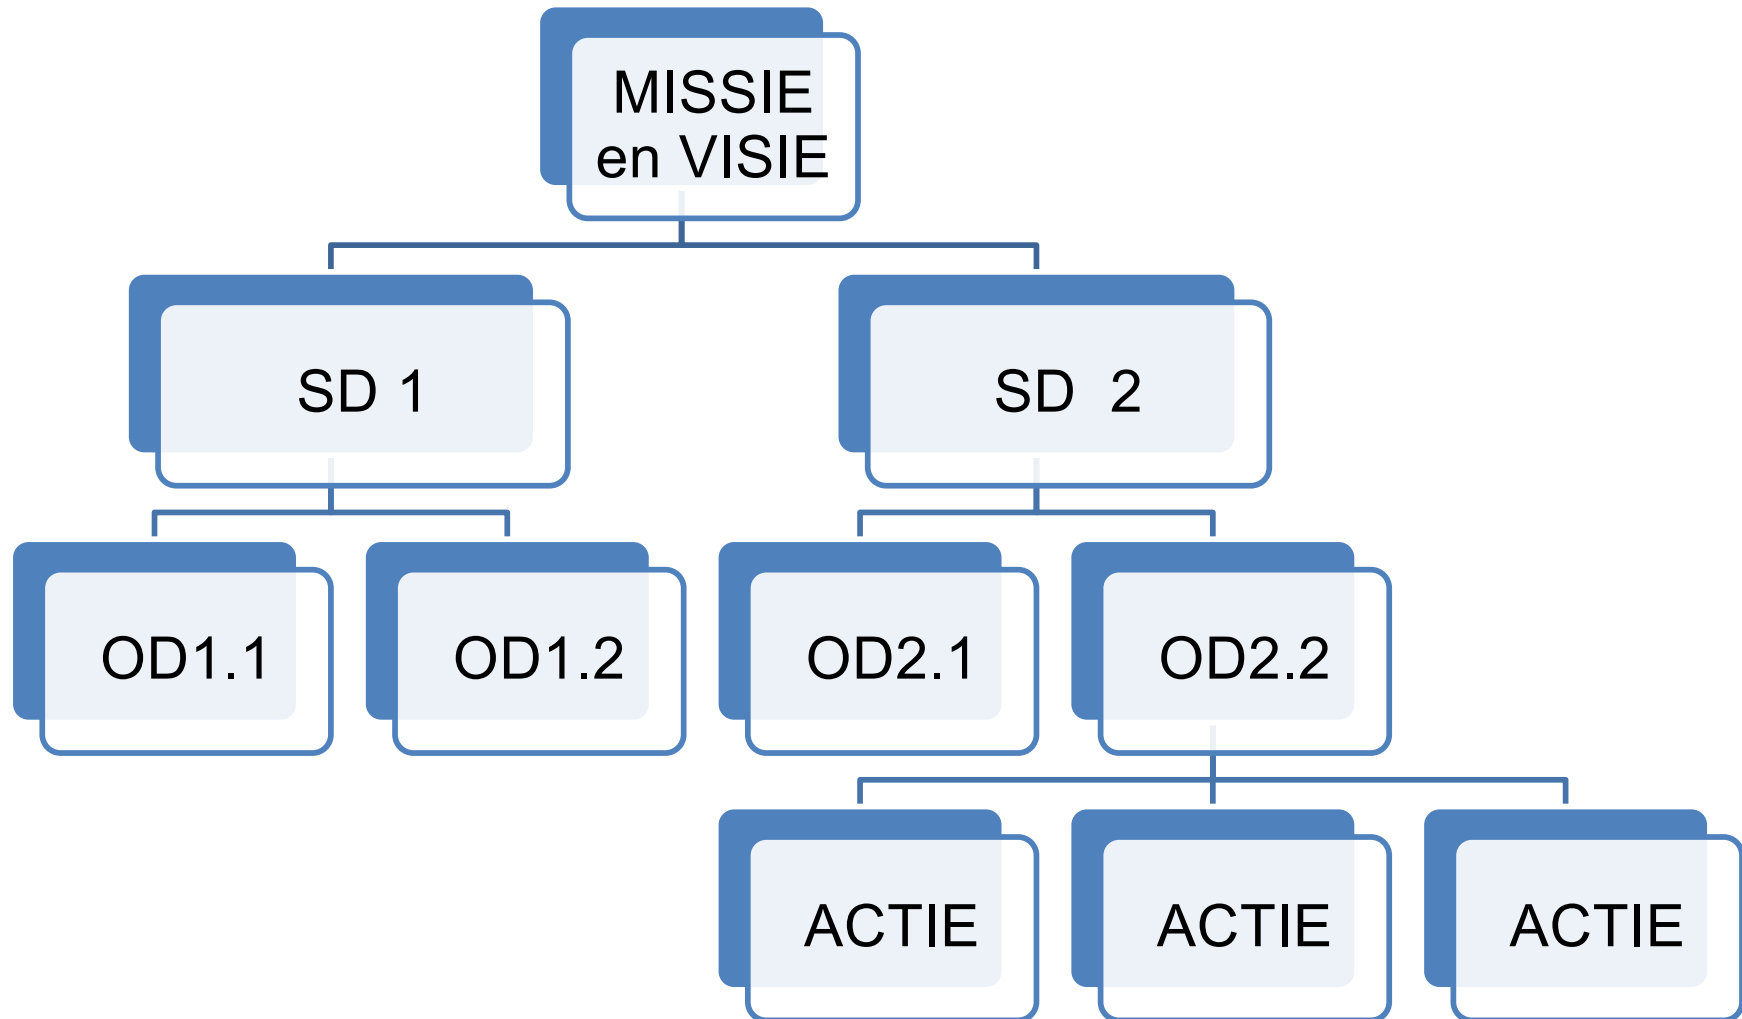 MISSIE
en VISIE
SD 1
SD  2
OD1.1
OD1.2
OD2.1
OD2.2
ACTIE
ACTIE
ACTIE